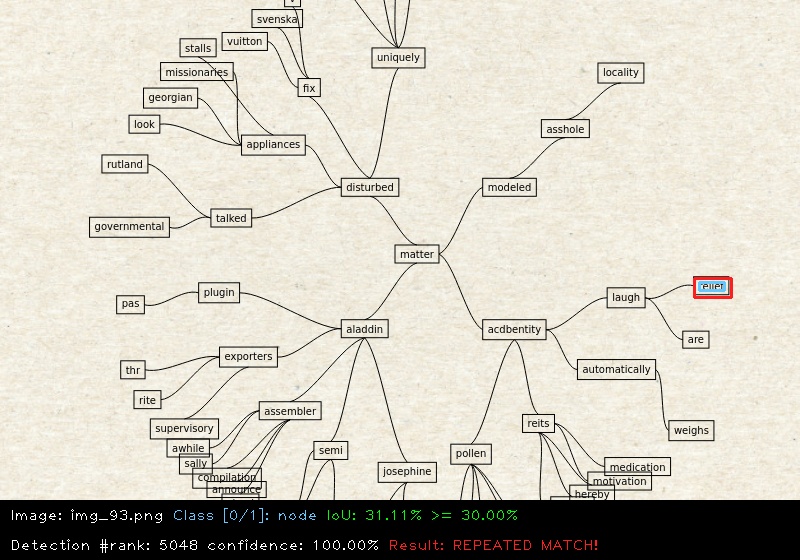 svenska
vuitton
stalls
uniquely
missionaries
locality
fix
georgian
look
asshole
appliances
rutland
disturbed
modeled
talked
governmental
matter
laugh
plugin
pas
aladdin
acdbentity
are
exporters
automatically
thr
rite
assembler
supervisory
reits
weighs
awhile
semi
pollen
sally
medication
josephine
compilation
motivation
announce
hereby
Image: img_93.png Class [0/1]: node IoU: 31.11% >= 30.00%
Detection #rank: 5048 confidence: 100.00% Result: REPEATED MATCH!